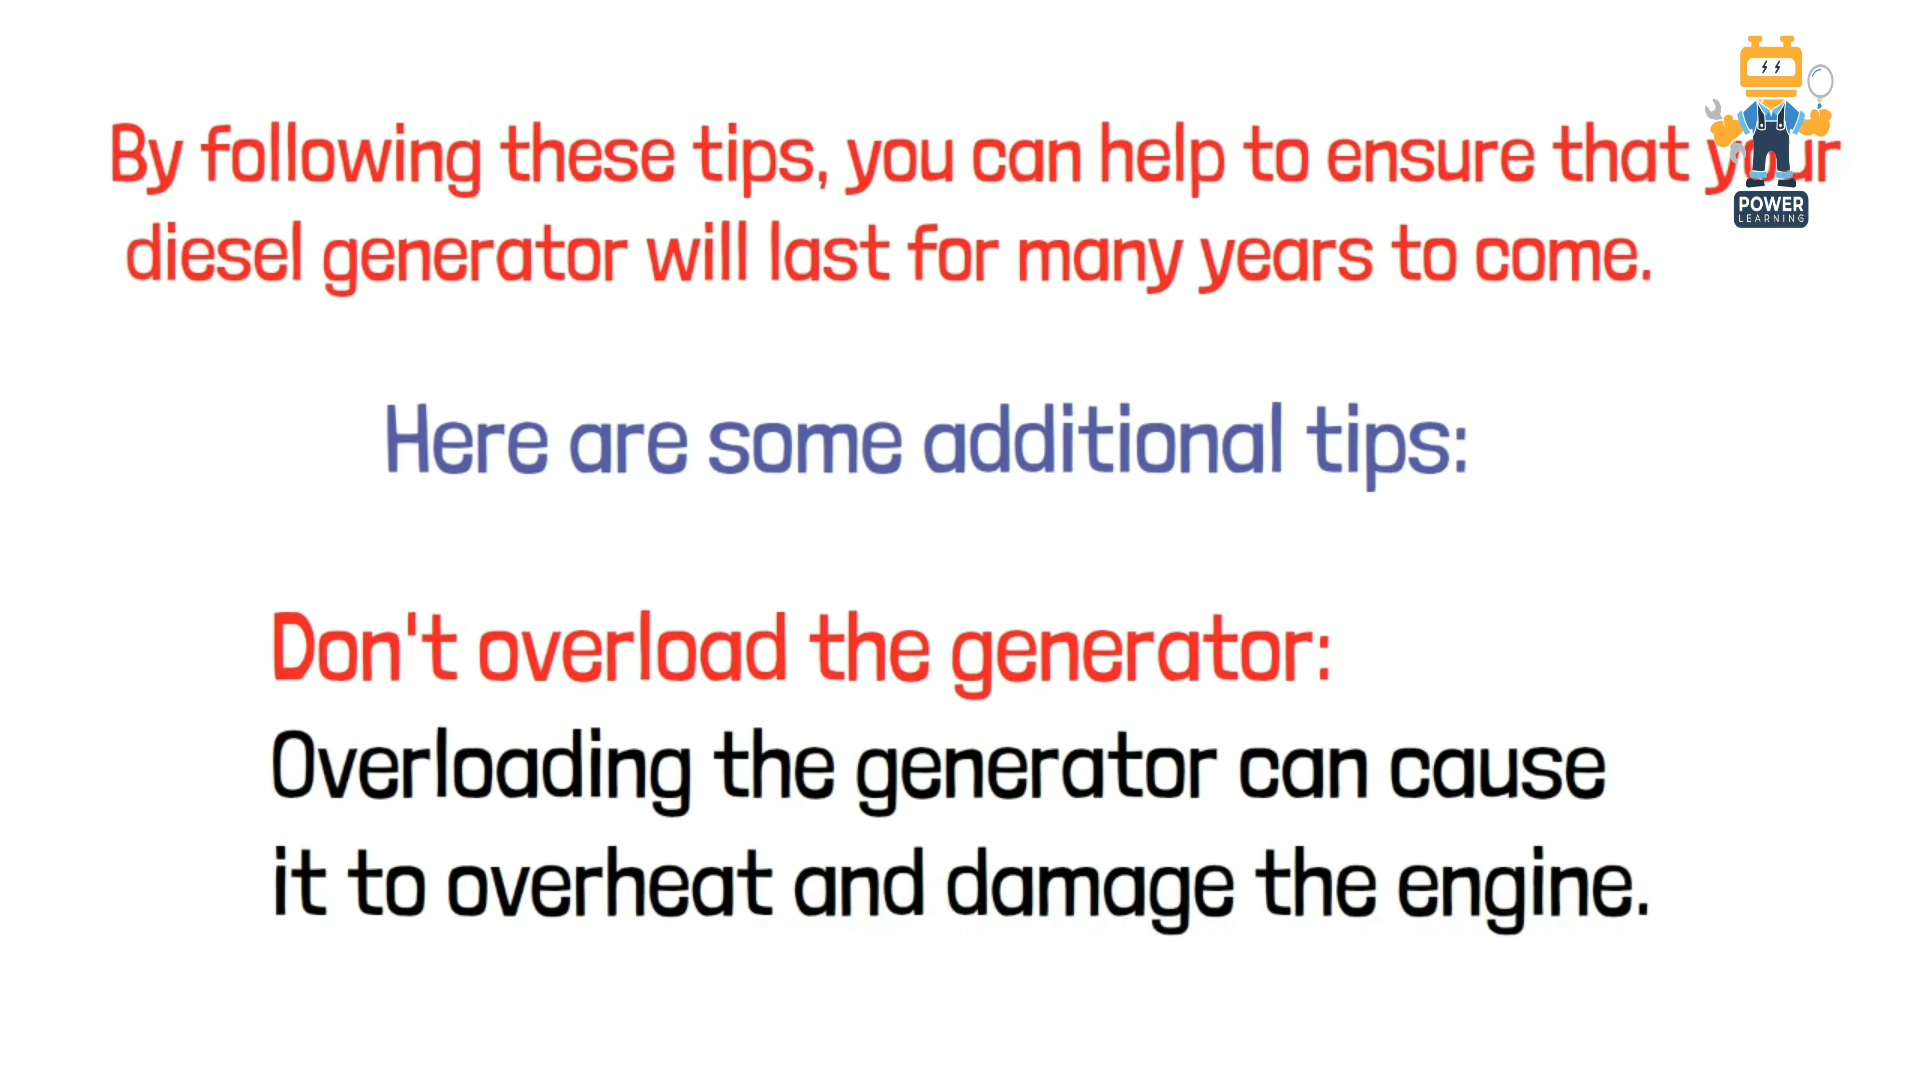 By following these tips, you can help to ensure that your
diesel generator will last for many years to come.
Here are some additional tips:
Don't overload the generator:
Overloading the generator can cause
it to overheat and damage the engine.
POWER
LEARNING